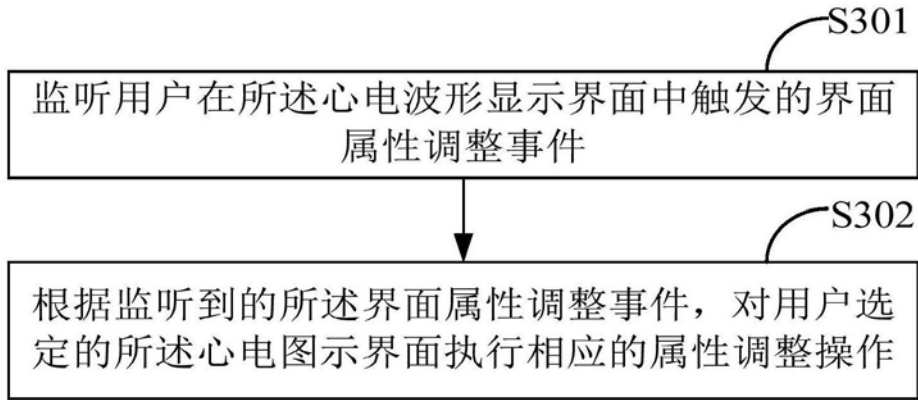 S301
监听用户在所述心电波形显示界面中触发的界面
属性调整事件
S302
根据监听到的所述界面属性调整事件，对用户选
定的所述心电图示界面执行相应的属性调整操作